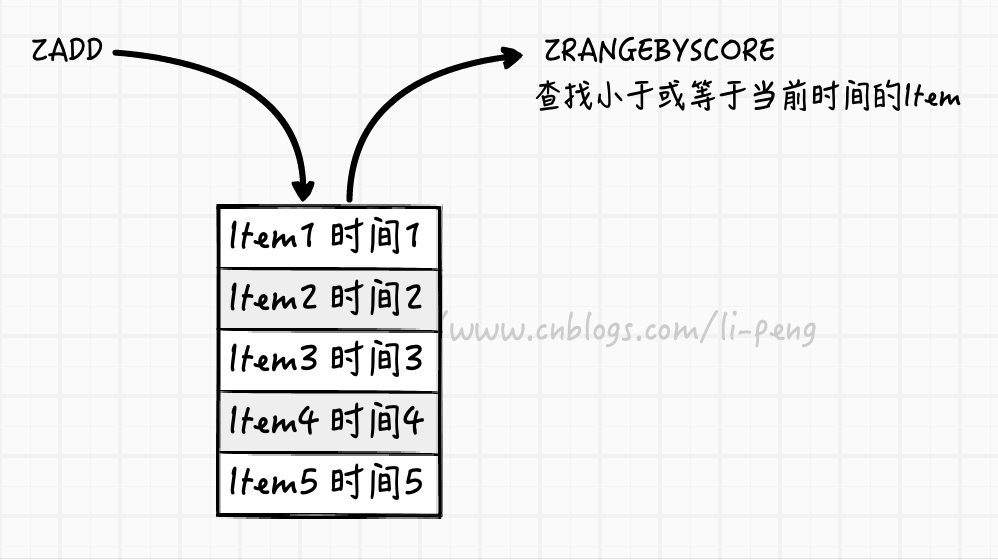 ZADD
ZRANGEBYSCORE
查找小于或等于当前时间的Item
Item1 时间1
Item2 时间2
/www.cnblogs.com/li-peng
Item3 时间3
Item4 时间4
Item5 时间5